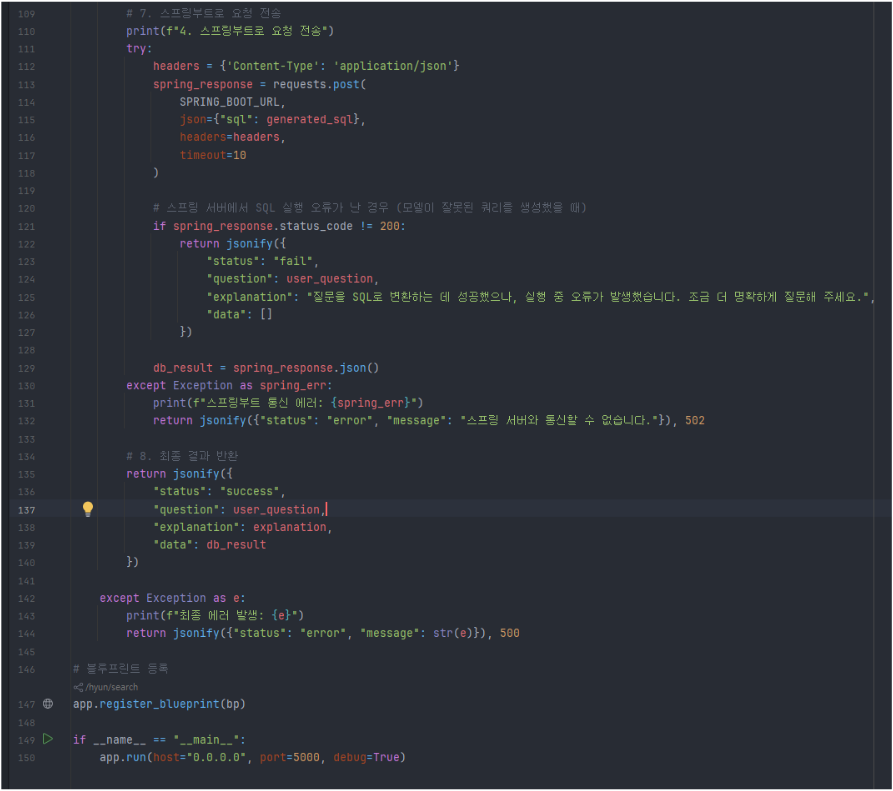 109 # 7. 스프링부트로 요청 전송
110 print(f"4. 스프링부트로 요청 전송")
111 try:
112 headers = {'Content-Type': 'application/json'}
113 spring_response = requests.post(
114 SPRING_BOOT_URL,
115 json={"sql": generated_sql},
116 headers=headers,
117 timeout=10
118 )
119
120 # 스프링 서버에서 SQL 실행 오류가 난 경우 (모델이 잘못된 쿼리를 생성했을 때)
121 if spring_response.status_code != 200:
122 return jsonify({
123 "status": "fail",
124 "question": user_question,
125 "explanation": "질문을 SQL로 변환하는 데 성공했으나, 실행 중 오류가 발생했습니다. 조금 더 명확하게 질문해 주세요.",
126 "data": []
127 })
128
129 db_result = spring_response.json()
130 except Exception as spring_err:
131 print(f"스프링부트 통신 에러: {spring_err}")
132 return jsonify({"status": "error", "message": "스프링 서버와 통신할 수 없습니다."}), 502
133
134 # 8. 최종 결과 반환
135 return jsonify({
136 "status": "success",
137 "question": user_question,
138 "explanation": explanation,
139 "data": db_result
140 })
141
142 except Exception as e:
143 print(f"최종 에러 발생: {e}")
144 return jsonify({"status": "error", "message": str(e)}), 500
145
146 # 블루프린트 등록
/hyun/search
147 app.register_blueprint(bp)
148
149 if __name__ == "__main__":
150 app.run(host="0.0.0.0", port=5000, debug=True)